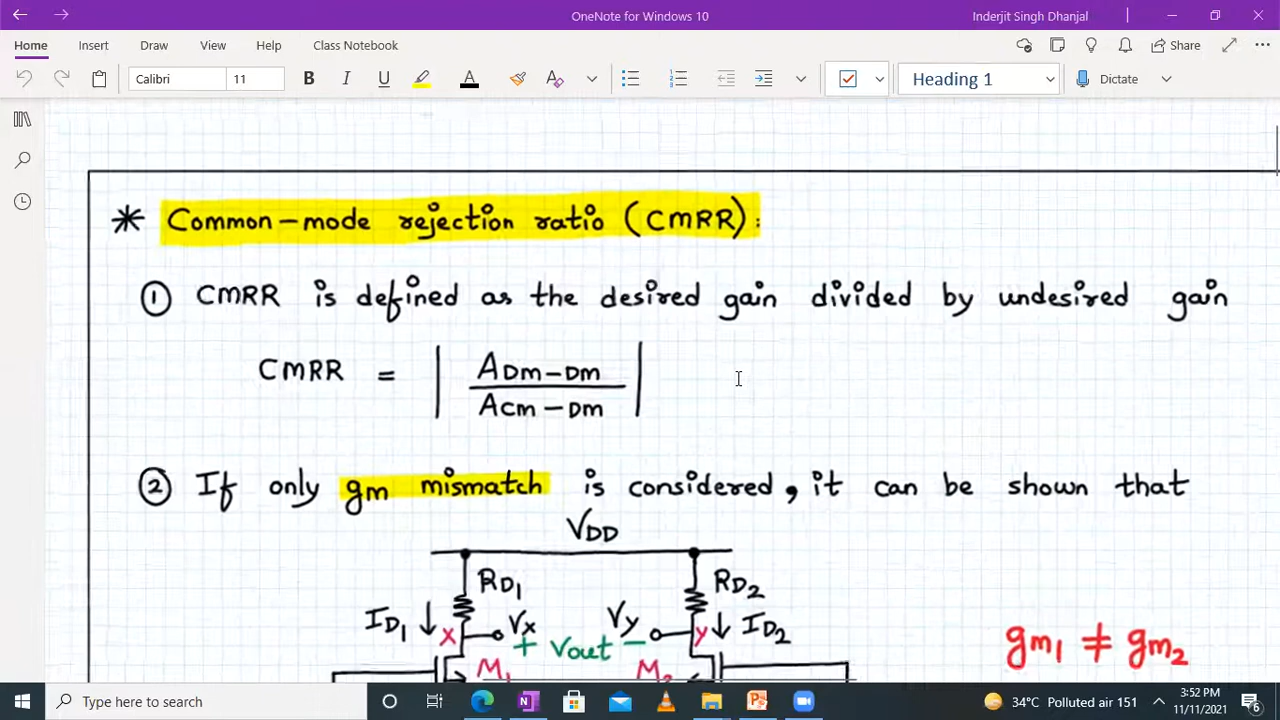 OneNote for Windows 10
Inderjit Singh Dhanjal
Home Insert Draw View Help Class Notebook
Share
Calibri 11 B I U A Heading 1 Dictate
* Common-mode rejection ratio (CMRR):
① CMRR is defined as the desired gain divided by undesired gain
CMRR = | ADM-DM / ACM-DM |
② If only gm mismatch is considered, it can be shown that
VDD
RD1 RD2
ID1 ↓ Vx Vy ↓ ID2
X + Vout - Y
M1 M2
gm1 ≠ gm2
Type here to search
34°C Polluted air 151
3:52 PM
11/11/2021
6